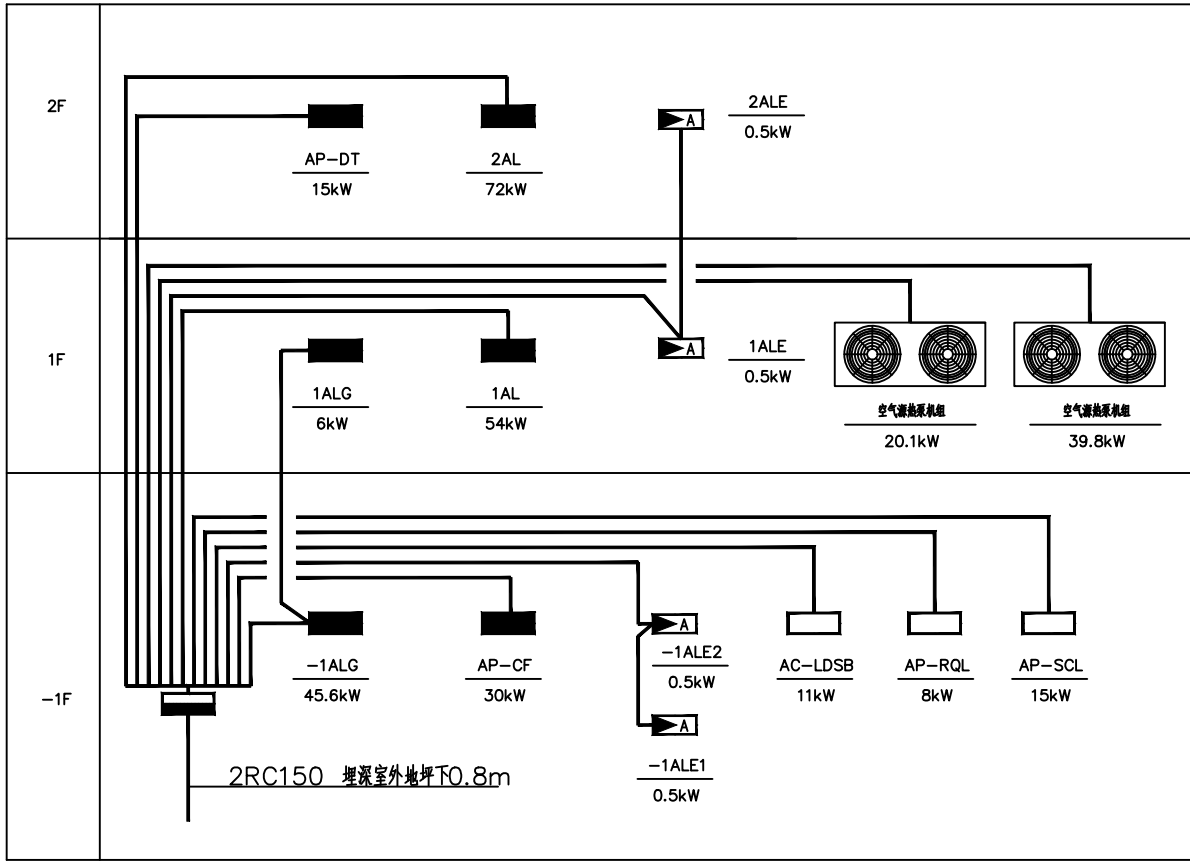 2F
AP-DT
15kW
2AL
72kW
2ALE
0.5kW
1F
1ALG
6kW
1AL
54kW
A
A
1ALE
0.5kW
空气源热泵机组
20.1kW
空气源热泵机组
39.8kW
-1F
-1ALG
45.6kW
AP-CF
30kW
A
-1ALE2
0.5kW
A
-1ALE1
0.5kW
AC-LDSB
11kW
AP-RQL
8kW
AP-SCL
15kW
2RC150 埋深室外地坪下0.8m